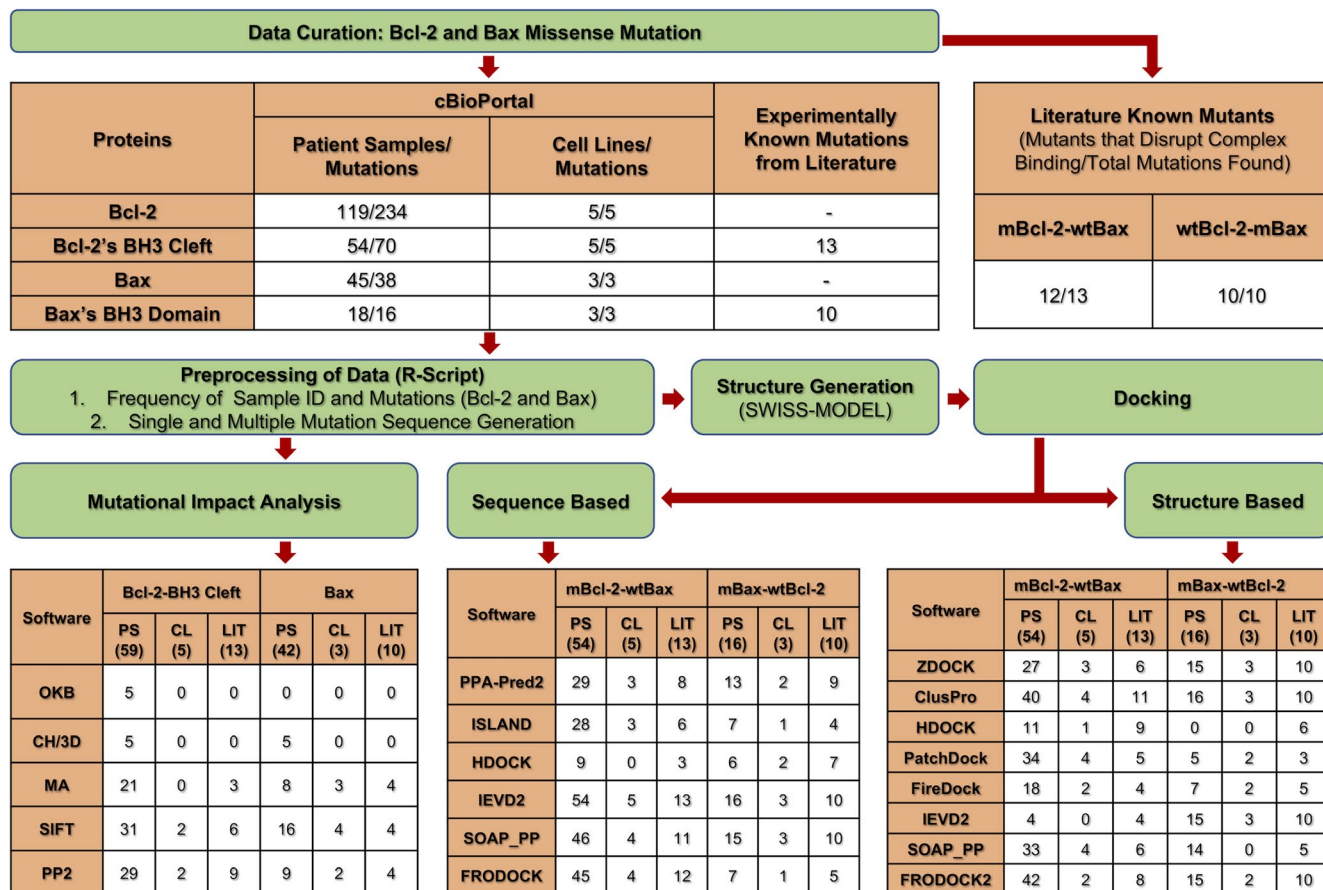 Data Curation: Bcl-2 and Bax Missense Mutation
Proteins
cBioPortal
Experimentally
Known Mutations
from Literature
Patient Samples/
Mutations
Cell Lines/
Mutations
Bcl-2 119/234 5/5 -
Bcl-2's BH3 Cleft 54/70 5/5 13
Bax 45/38 3/3 -
Bax's BH3 Domain 18/16 3/3 10
Literature Known Mutants
(Mutants that Disrupt Complex
Binding/Total Mutations Found)
mBcl-2-wtBax wtBcl-2-mBax
12/13 10/10
Preprocessing of Data (R-Script)
1. Frequency of Sample ID and Mutations (Bcl-2 and Bax)
2. Single and Multiple Mutation Sequence Generation
Structure Generation
(SWISS-MODEL)
Docking
Mutational Impact Analysis
Sequence Based
Structure Based
Software
Bcl-2-BH3 Cleft Bax
PS CL LIT PS CL LIT
(59) (5) (13) (42) (3) (10)
OKB 5 0 0 0 0 0
CH/3D 5 0 0 5 0 0
MA 21 0 3 8 3 4
SIFT 31 2 6 16 4 4
PP2 29 2 9 9 2 4
Software
mBcl-2-wtBax mBax-wtBcl-2
PS CL LIT PS CL LIT
(54) (5) (13) (16) (3) (10)
PPA-Pred2 29 3 8 13 2 9
ISLAND 28 3 6 7 1 4
HDOCK 9 0 3 6 2 7
IEVD2 54 5 13 16 3 10
SOAP_PP 46 4 11 15 3 10
FRODOCK 45 4 12 7 1 5
Software
mBcl-2-wtBax mBax-wtBcl-2
PS CL LIT PS CL LIT
(54) (5) (13) (16) (3) (10)
ZDOCK 27 3 6 15 3 10
ClusPro 40 4 11 16 3 10
HDOCK 11 1 9 0 0 6
PatchDock 34 4 5 5 2 3
FireDock 18 2 4 7 2 5
IEVD2 4 0 4 15 3 10
SOAP_PP 33 4 6 14 0 5
FRODOCK2 42 2 8 15 2 10